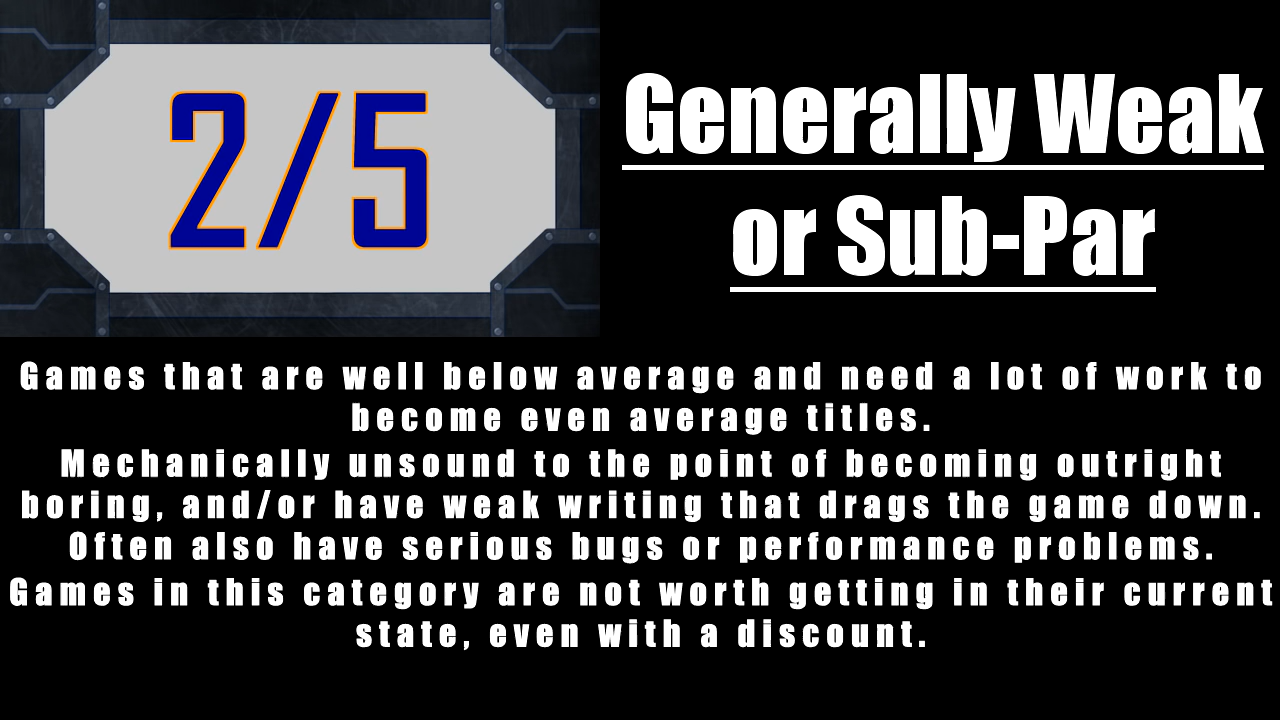 2/5
Generally Weak
or Sub-Par
Games that are well below average and need a lot of work to
become even average titles.
Mechanically unsound to the point of becoming outright
boring, and/or have weak writing that drags the game down.
Often also have serious bugs or performance problems.
Games in this category are not worth getting in their current
state, even with a discount.